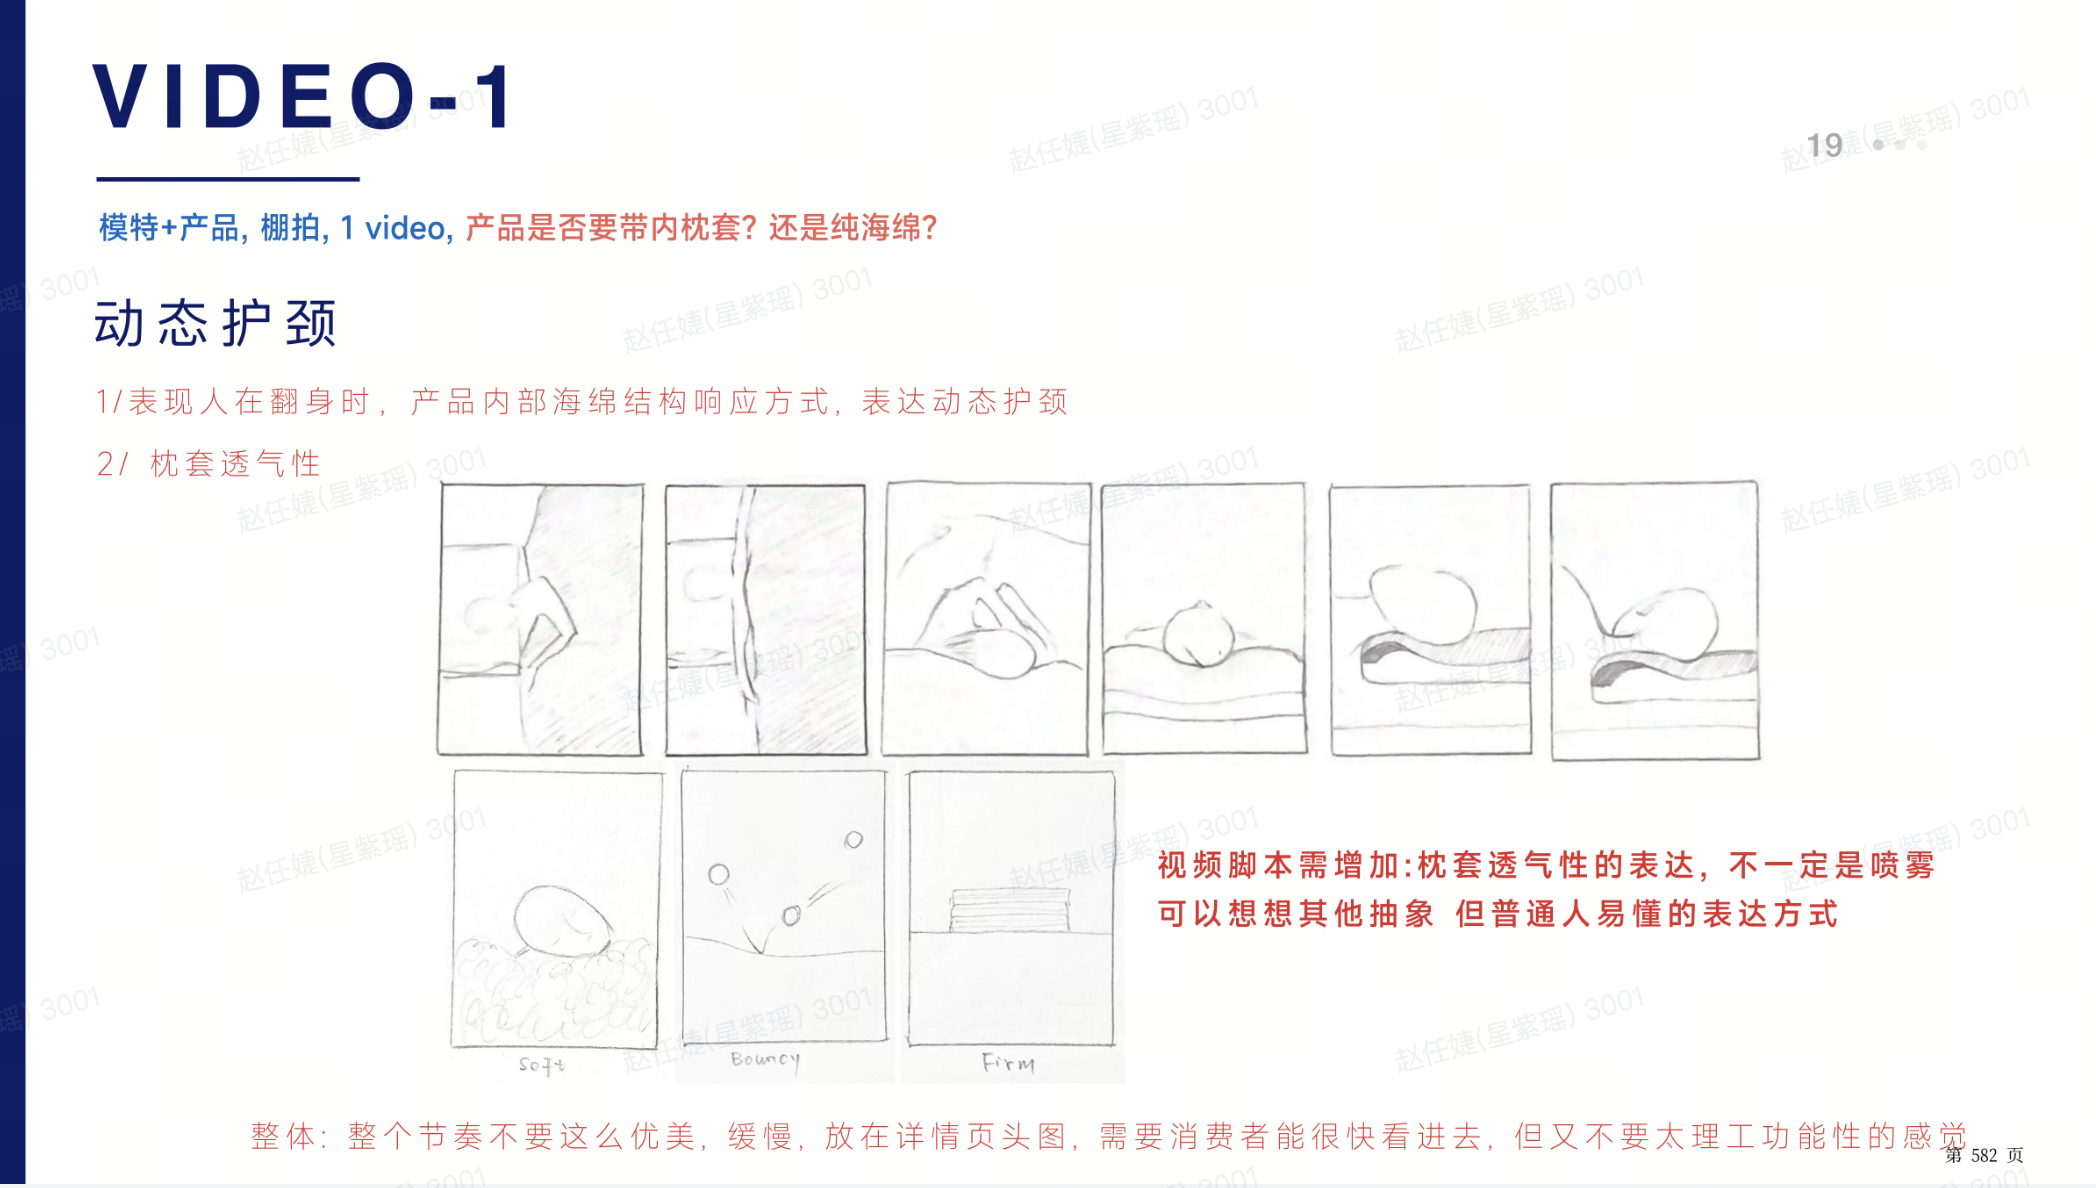 VIDEO-1
19
模特+产品, 棚拍, 1 video, 产品是否要带内枕套? 还是纯海绵?
动态护颈
1/表现人在翻身时, 产品内部海绵结构响应方式, 表达动态护颈
2/ 枕套透气性
视频脚本需增加:枕套透气性的表达, 不一定是喷雾
可以想想其他抽象 但普通人易懂的表达方式
Soft
Bouncy
Firm
整体: 整个节奏不要这么优美, 缓慢, 放在详情页头图, 需要消费者能很快看进去, 但又不要太理工功能性的感觉
第 582 页
赵任婕(星紫瑶) 3001